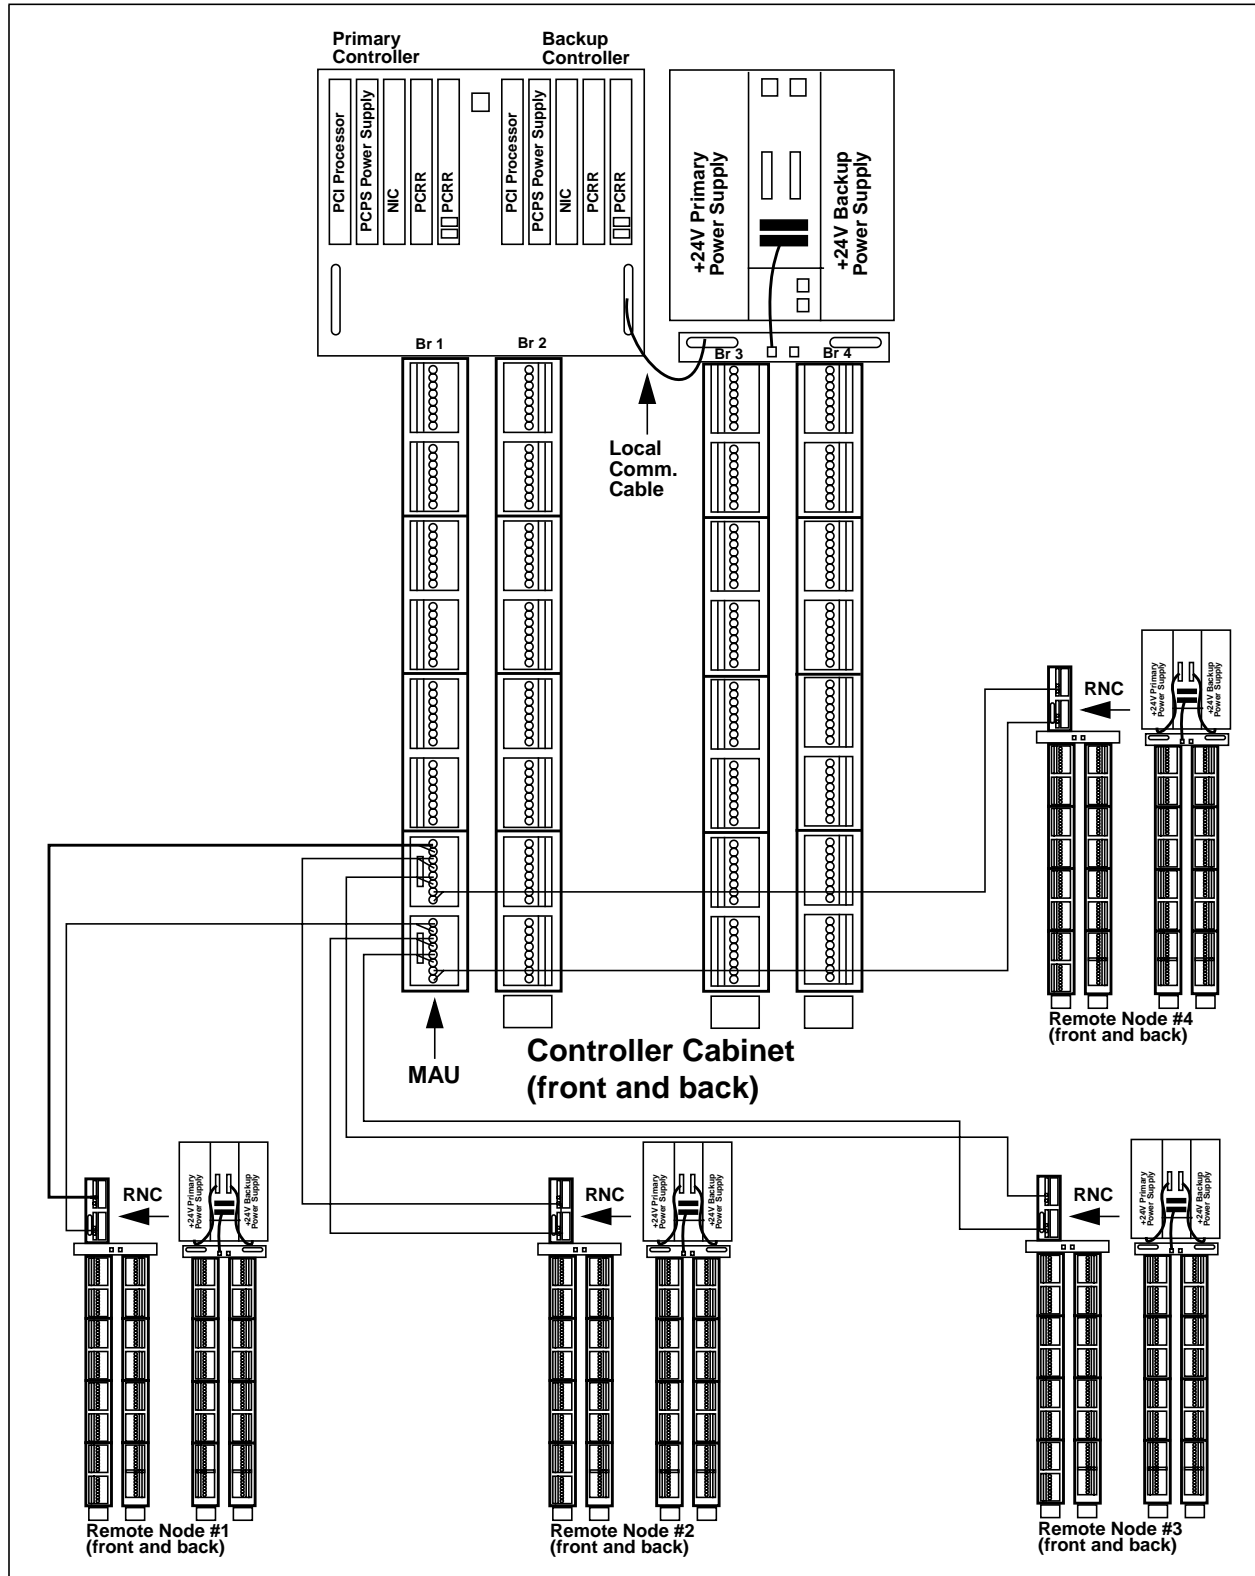 Primary
Controller
Backup
Controller
PCI Processor
PCPS Power Supply
NIC
PCRR
PCRR
PCI Processor
PCPS Power Supply
NIC
PCRR
PCRR
+24V Primary
Power Supply
+24V Backup
Power Supply
Br 1
Br 2
Br 3
Br 4
Local
Comm.
Cable
RNC
+24V Primary
Power Supply
+24V Backup
Power Supply
Remote Node #4
(front and back)
MAU
Controller Cabinet
(front and back)
RNC
+24V Primary
Power Supply
+24V Backup
Power Supply
RNC
+24V Primary
Power Supply
+24V Backup
Power Supply
RNC
+24V Primary
Power Supply
+24V Backup
Power Supply
Remote Node #1
(front and back)
Remote Node #2
(front and back)
Remote Node #3
(front and back)